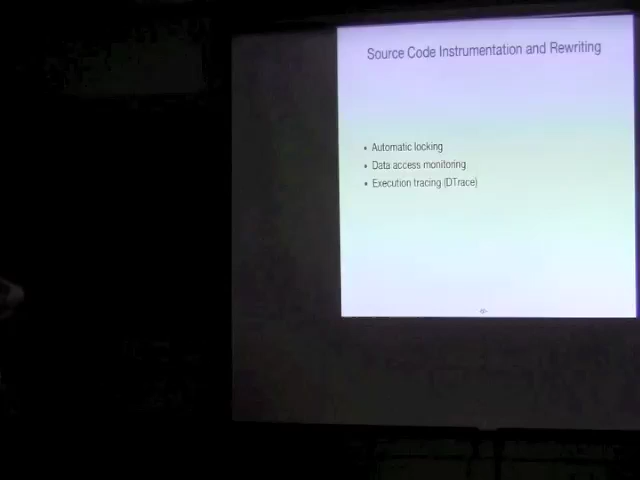 Source Code Instrumentation and Rewriting
• Automatic locking
• Data access monitoring
• Execution tracing (DTrace)